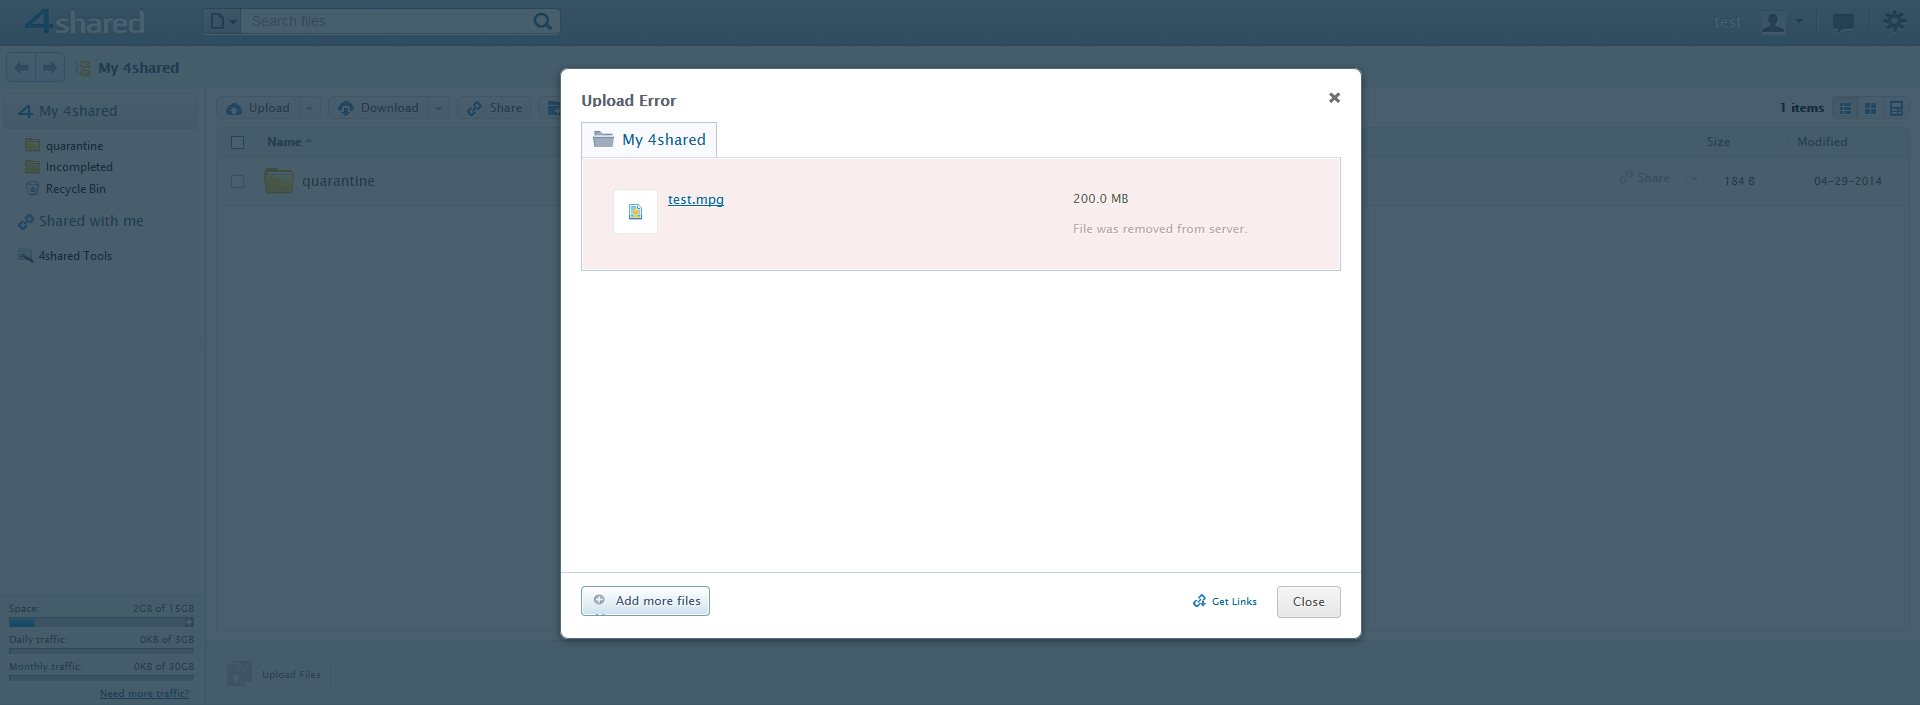 4shared
Search files
test
My 4shared
My 4shared
quarantine
Incompleted
Recycle Bin
Shared with me
4shared Tools
Upload
Download
Share
1 items
Name
Size
Modified
quarantine
Share
184 B
04-29-2014
Upload Error
My 4shared
test.mpg
200.0 MB
File was removed from server.
Add more files
Get Links
Close
Space: 2GB of 15GB
Daily traffic: 0KB of 3GB
Monthly traffic: 0KB of 30GB
Need more traffic?
Upload Files